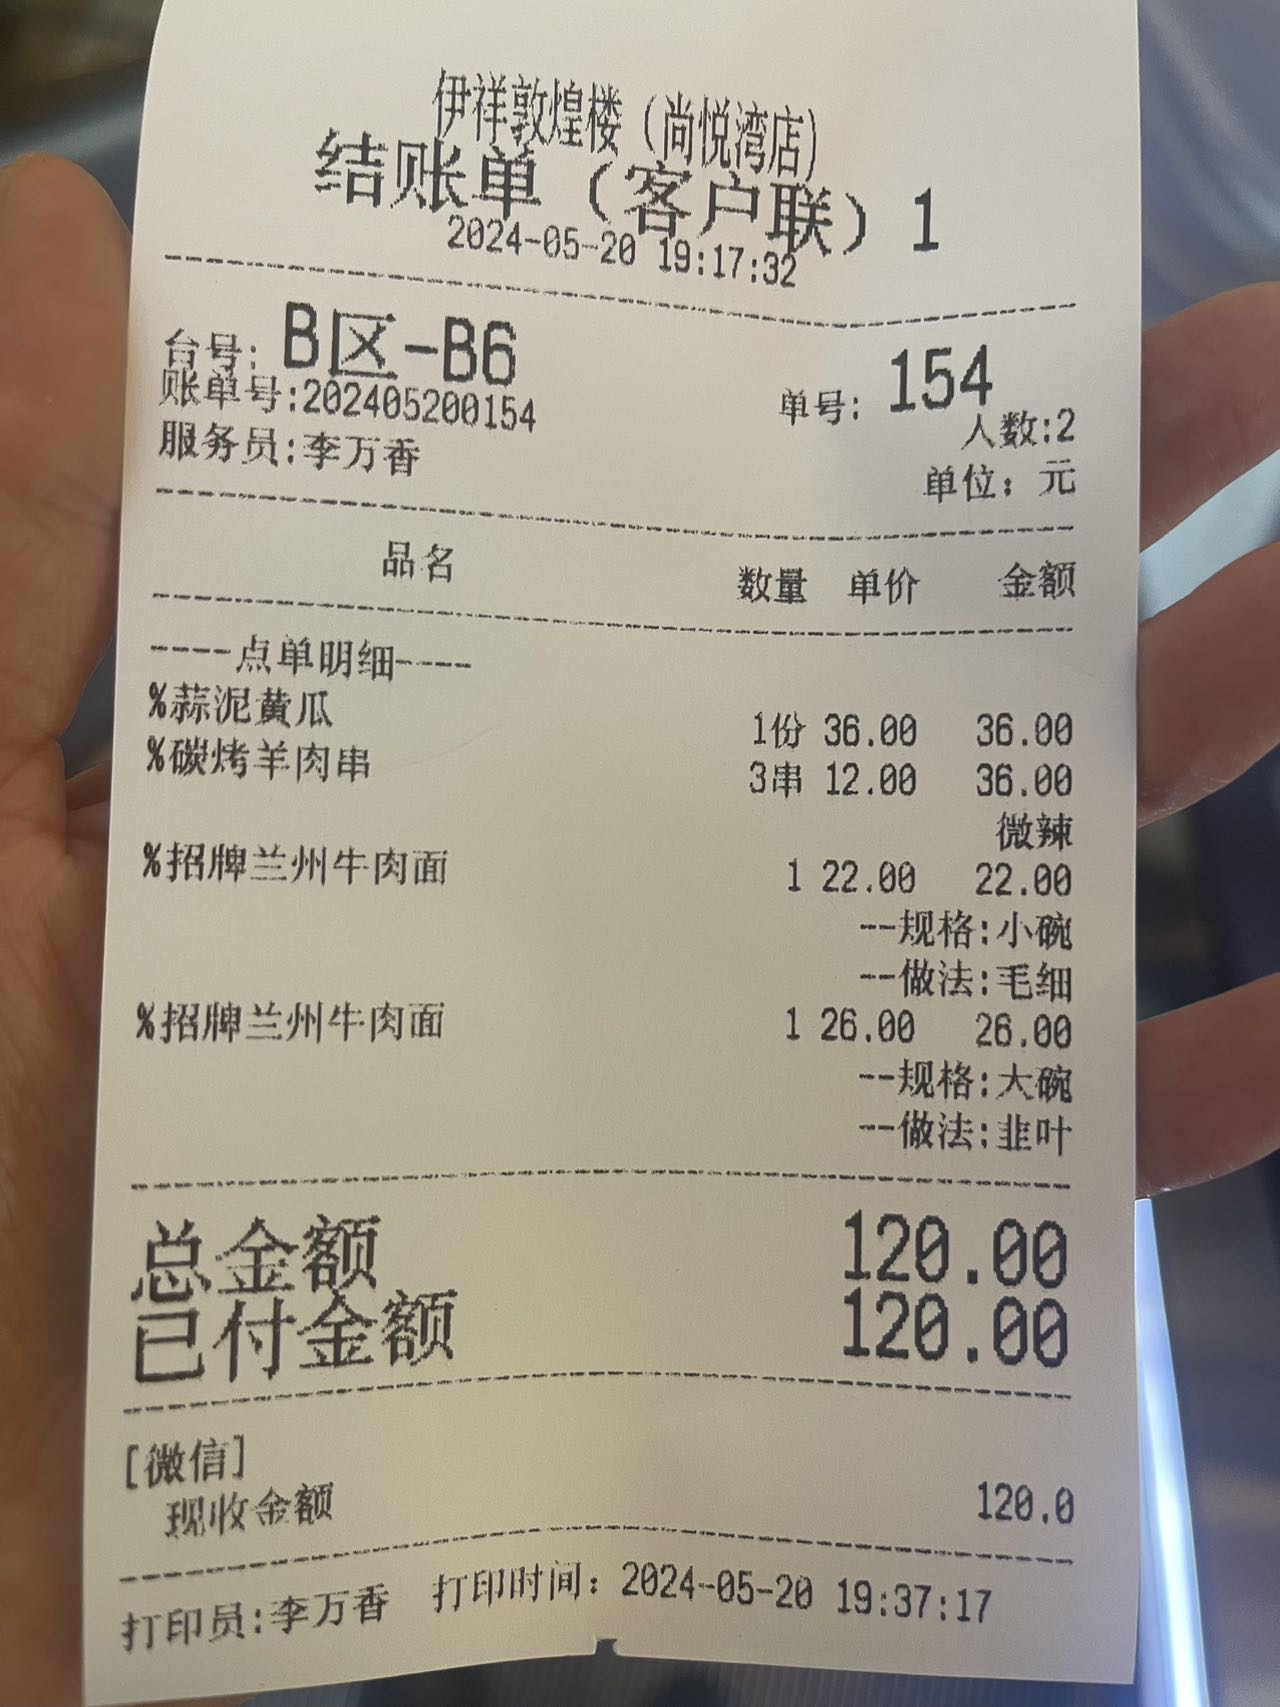 伊祥敦煌楼（尚悦湾店）
结账单（客户联）1
2024-05-20 19:17:32
台号: B区-B6 单号: 154
账单号:202405200154 人数:2
服务员:李万香 单位: 元
品名 数量 单价 金额
----点单明细----
%蒜泥黄瓜 1份 36.00 36.00
%碳烤羊肉串 3串 12.00 36.00
微辣
%招牌兰州牛肉面 1 22.00 22.00
--规格:小碗
--做法:毛细
%招牌兰州牛肉面 1 26.00 26.00
--规格:大碗
--做法:韭叶
总金额 120.00
已付金额 120.00
[微信]
现收金额 120.0
打印员:李万香 打印时间: 2024-05-20 19:37:17